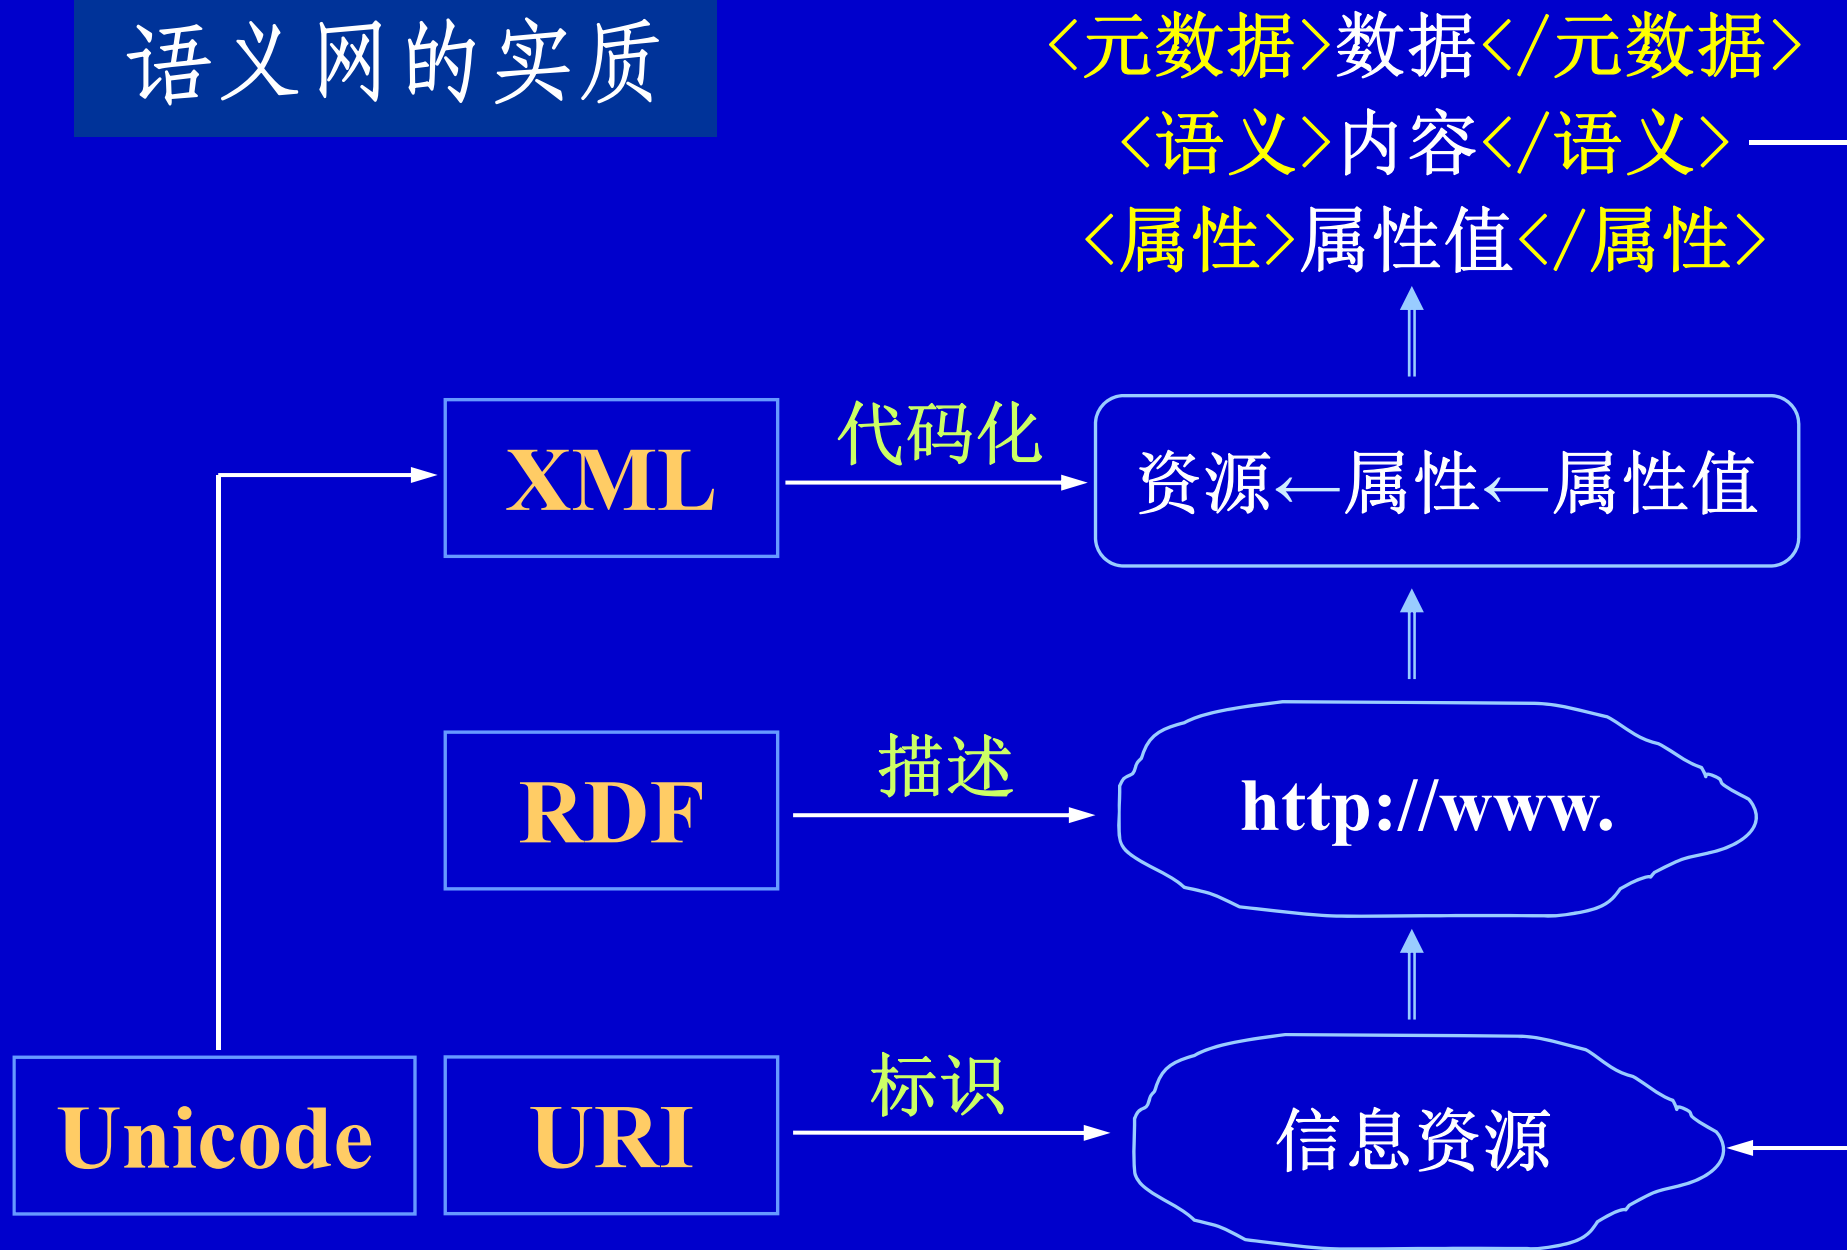 语义网的实质
<元数据>数据</元数据>
<语义>内容</语义>
<属性>属性值</属性>
XML
代码化
资源←属性←属性值
RDF
描述
http://www.
Unicode
URI
标识
信息资源